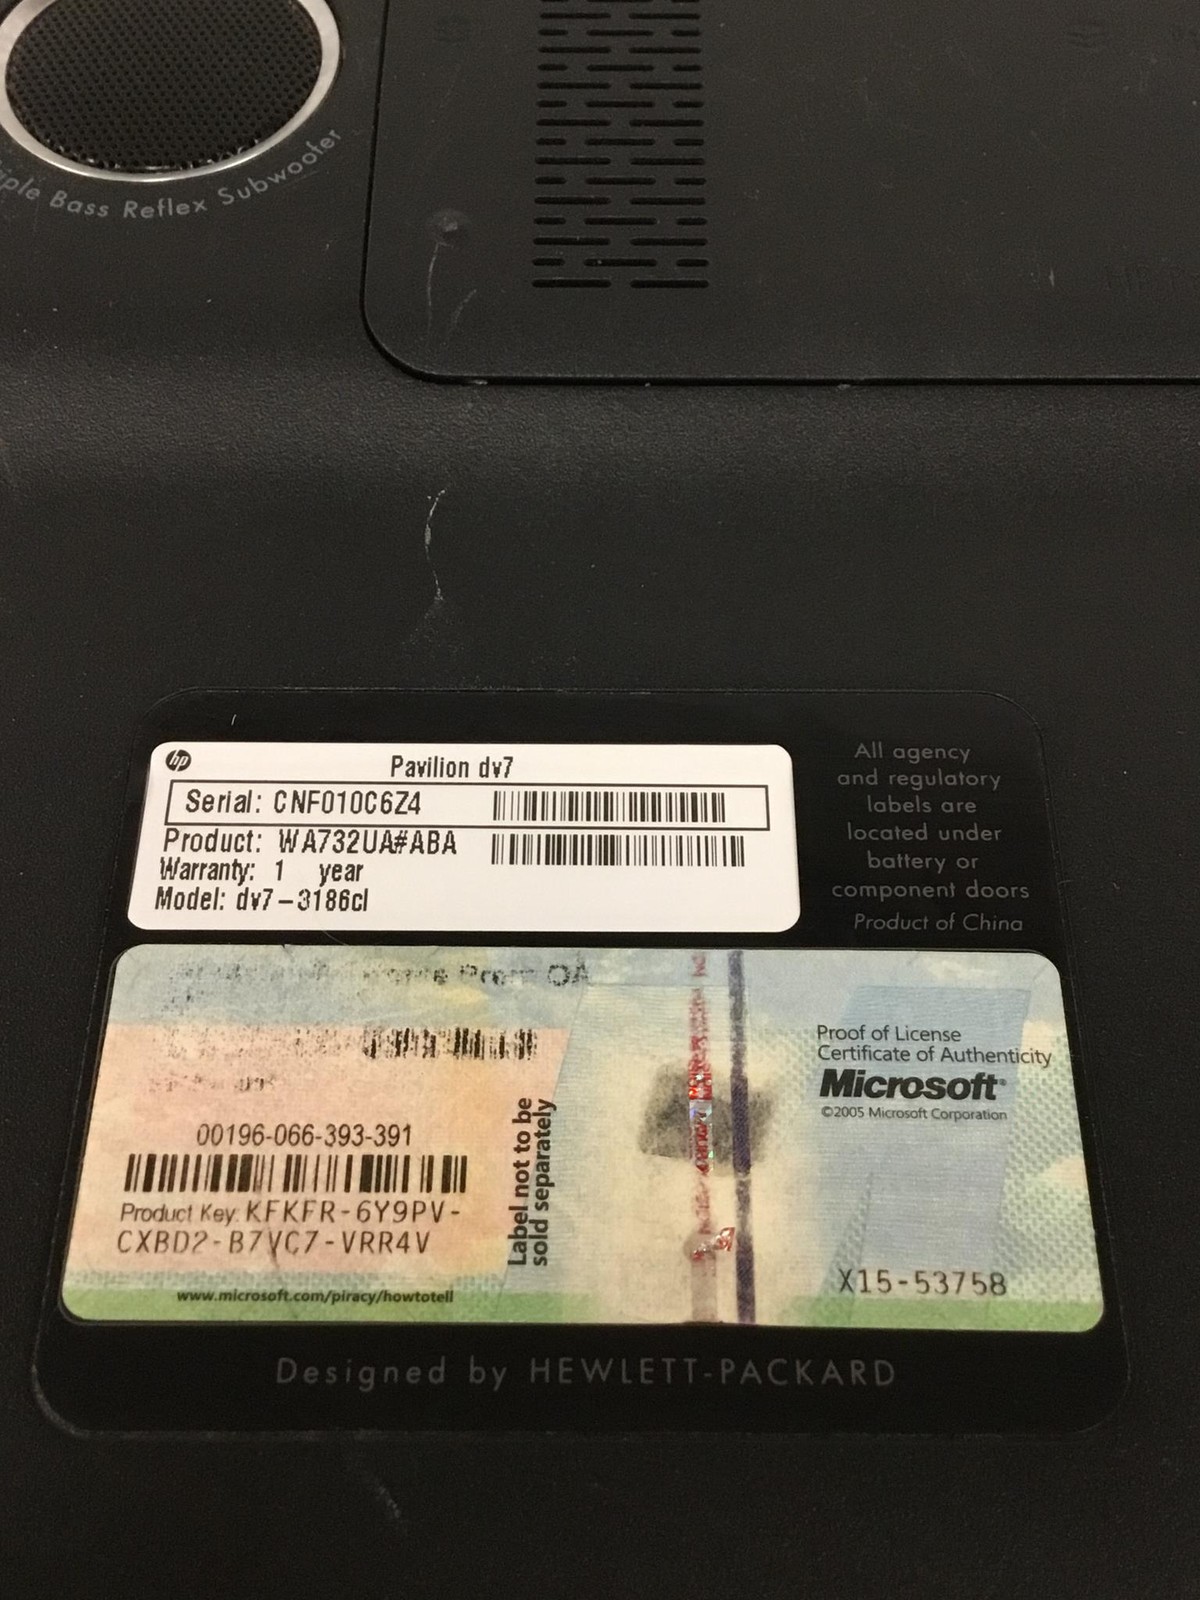 Bass Reflex Subwoofer
hp
Pavilion dv7
Serial: CNF010C6Z4
Product: WA732UA#ABA
Warranty: 1 year
Model: dv7-3186cl
All agency
and regulatory
labels are
located under
battery or
component doors
Product of China
OA
00196-066-393-391
Product Key: KFKFR-6Y9PV-
CXBD2-B7VC7-VRR4V
www.microsoft.com/piracy/howtotell
Label not to be
sold separately
Proof of License
Certificate of Authenticity
Microsoft®
©2005 Microsoft Corporation
X15-53758
Designed by HEWLETT-PACKARD